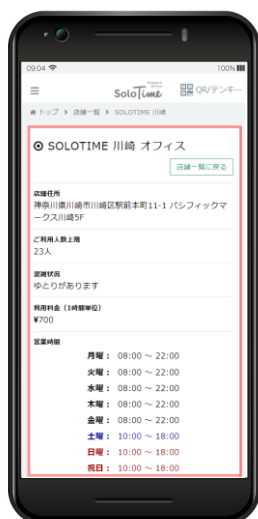 09:04 100%
SoloTime QR/テンキー
トップ > 店舗一覧 > SOLOTIME 川崎
SOLOTIME 川崎 オフィス
店舗一覧に戻る
店舗住所
神奈川県川崎市川崎区駅前本町11-1 パシフィックマ
ークス川崎5F
ご利用人数上限
23人
混雑状況
ゆとりがあります
利用料金（1時間単位）
¥700
営業時間
月曜： 08:00 ～ 22:00
火曜： 08:00 ～ 22:00
水曜： 08:00 ～ 22:00
木曜： 08:00 ～ 22:00
金曜： 08:00 ～ 22:00
土曜： 10:00 ～ 18:00
日曜： 10:00 ～ 18:00
祝日： 10:00 ～ 18:00